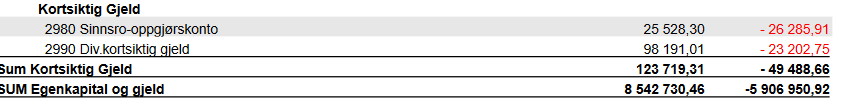 Kortsiktig Gjeld
2980 Sinnsro-oppgjørskonto 25 528,30 - 26 285,91
2990 Div.kortsiktig gjeld 98 191,01 - 23 202,75
Sum Kortsiktig Gjeld 123 719,31 - 49 488,66
SUM Egenkapital og gjeld 8 542 730,46 -5 906 950,92